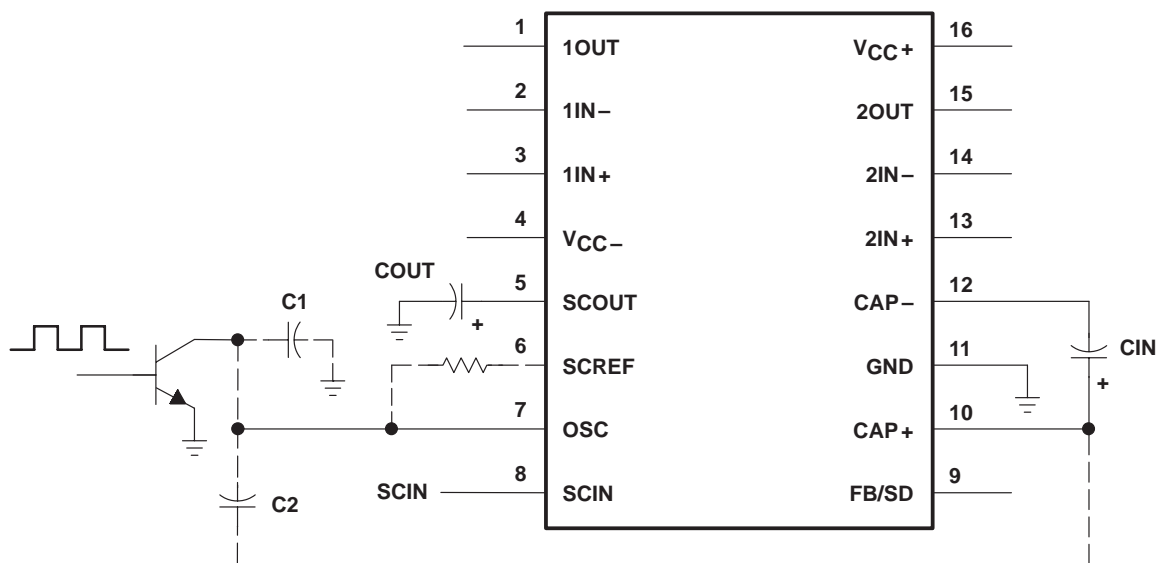 1 1OUT VCC+ 16
2 1IN− 2OUT 15
3 1IN+ 2IN− 14
4 VCC− 2IN+ 13
COUT 5 SCOUT CAP− 12
+
C1
6 SCREF GND 11
CIN
+
7 OSC CAP+ 10
SCIN 8 SCIN FB/SD 9
C2